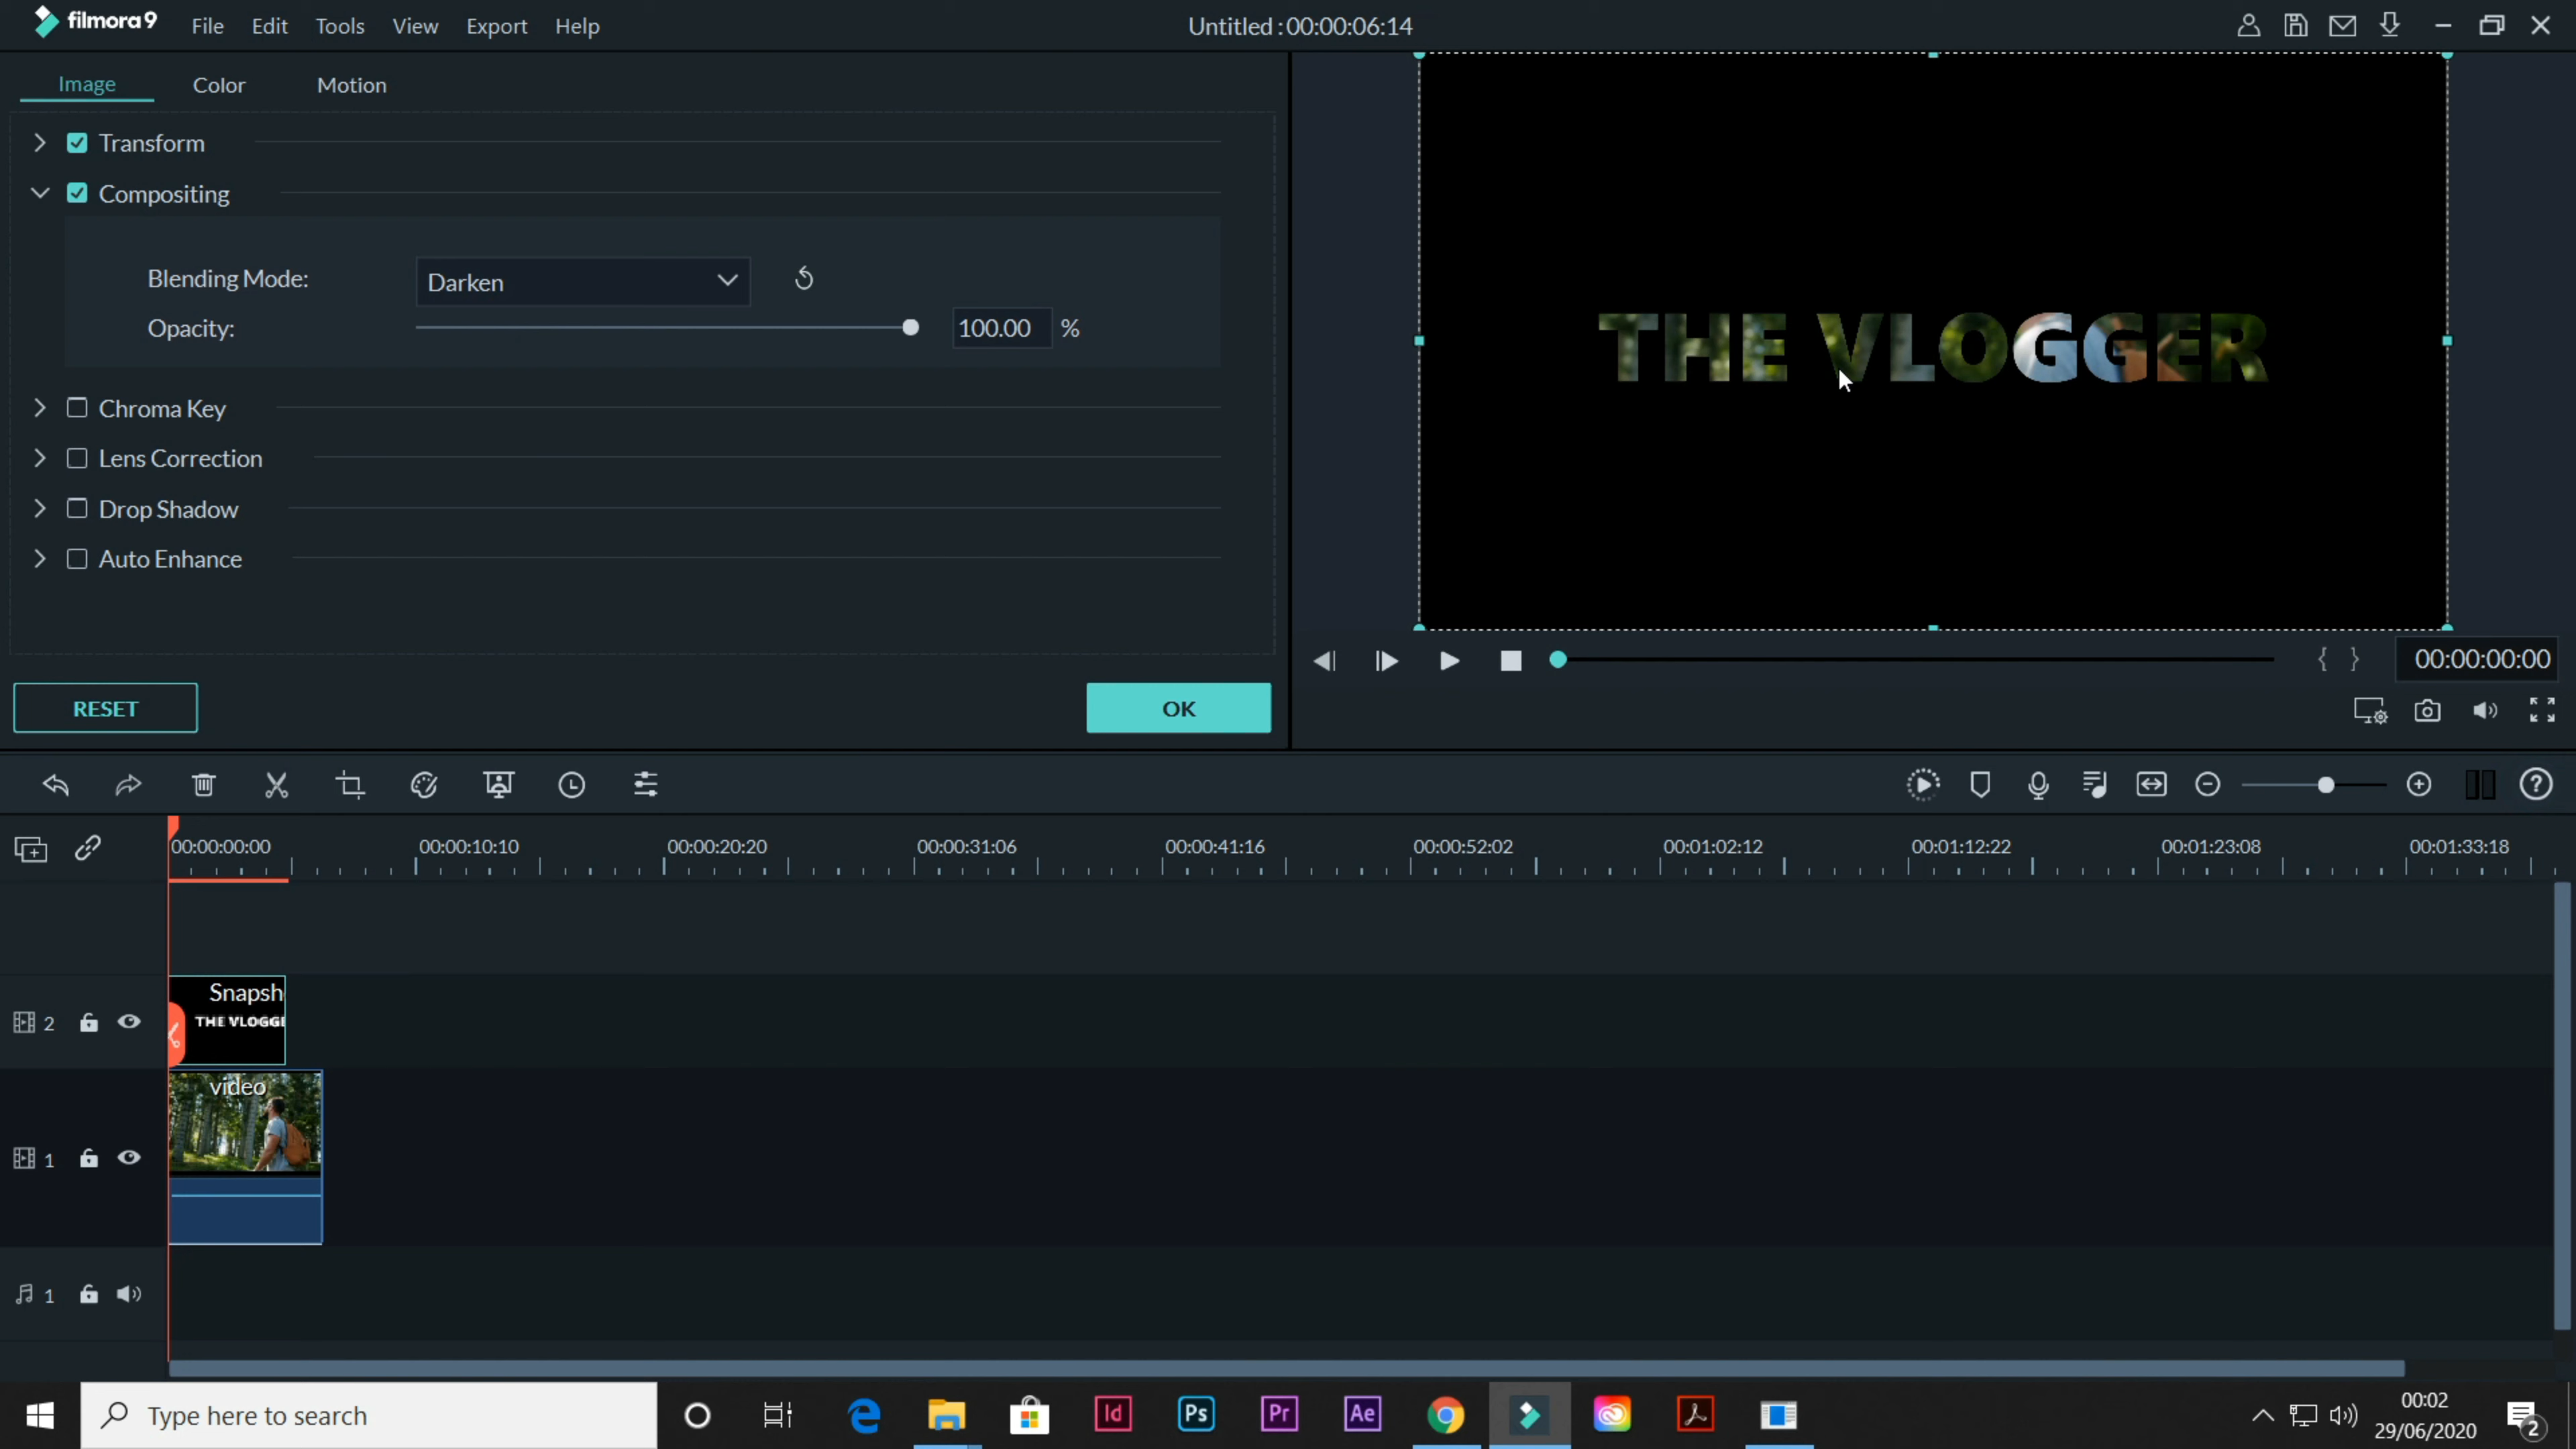 filmora9 File Edit Tools View Export Help Untitled : 00:00:06:14
Image Color Motion
Transform
Compositing
Blending Mode: Darken
Opacity: 100.00 %
Chroma Key
Lens Correction
Drop Shadow
Auto Enhance
RESET OK
THE VLOGGER
{ } 00:00:00:00
00:00:00:00 00:00:10:10 00:00:20:20 00:00:31:06 00:00:41:16 00:00:52:02 00:01:02:12 00:01:12:22 00:01:23:08 00:01:33:18
Snapsh
THE VLOGGE
2
video
1
1
Type here to search
Id Ps Pr Ae
00:02
29/06/2020
2